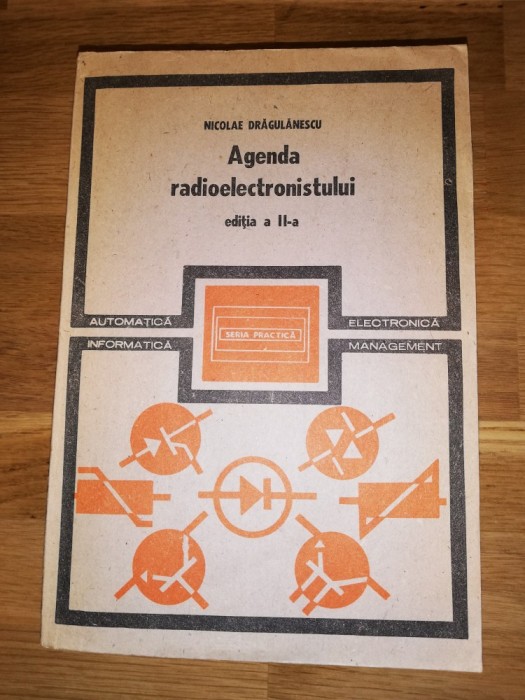 NICOLAE DRĂGULĂNESCU
Agenda
radioelectronistului
ediția a II-a
AUTOMATICĂ
ELECTRONICĂ
SERIA PRACTICĂ
INFORMATICĂ
MANAGEMENT